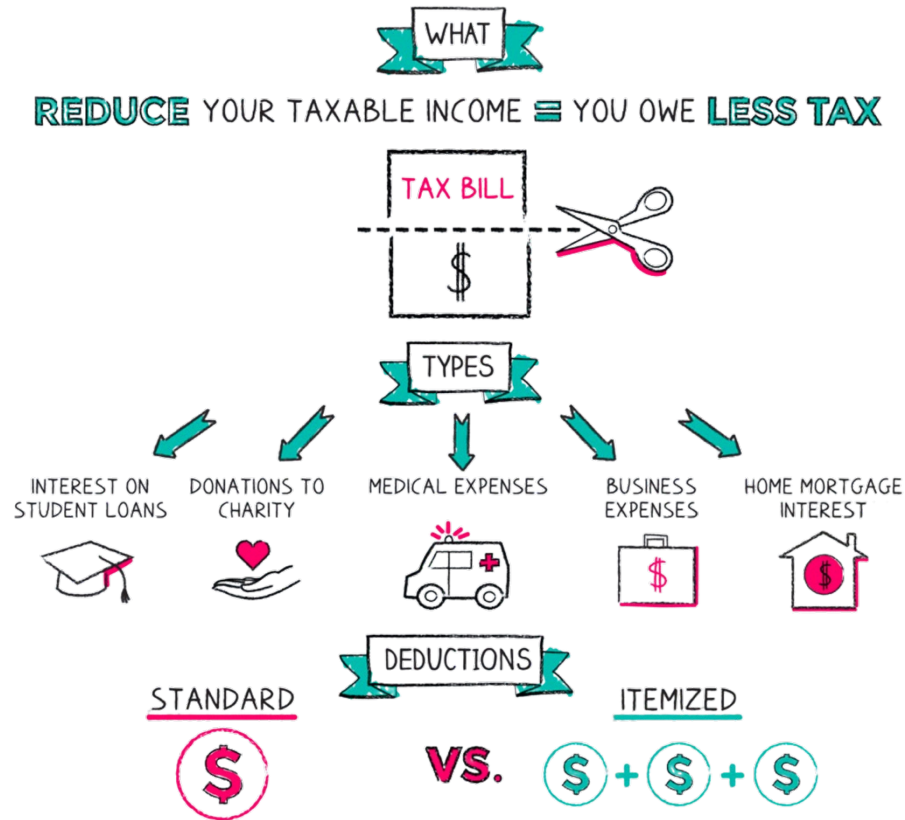 WHAT
REDUCE YOUR TAXABLE INCOME = YOU OWE LESS TAX
TAX BILL
$
TYPES
INTEREST ON
STUDENT LOANS
DONATIONS TO
CHARITY
MEDICAL EXPENSES
BUSINESS
EXPENSES
$
HOME MORTGAGE
INTEREST
$
DEDUCTIONS
STANDARD
$
VS.
ITEMIZED
$ + $ + $